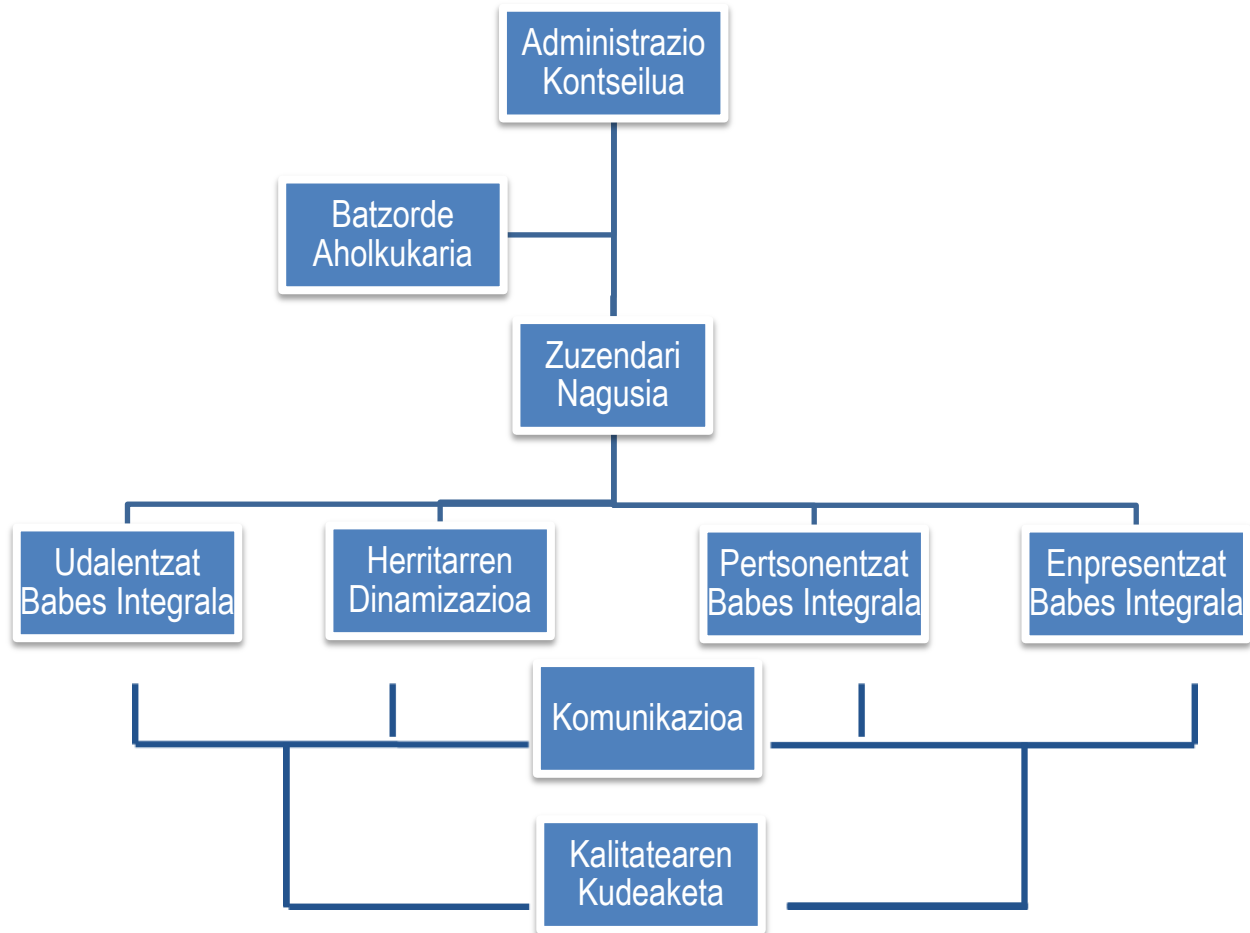 Administrazio
Kontseilua
Batzorde
Aholkukaria
Zuzendari
Nagusia
Udalentzat
Babes Integrala
Herritarren
Dinamizazioa
Pertsonentzat
Babes Integrala
Enpresentzat
Babes Integrala
Komunikazioa
Kalitatearen
Kudeaketa